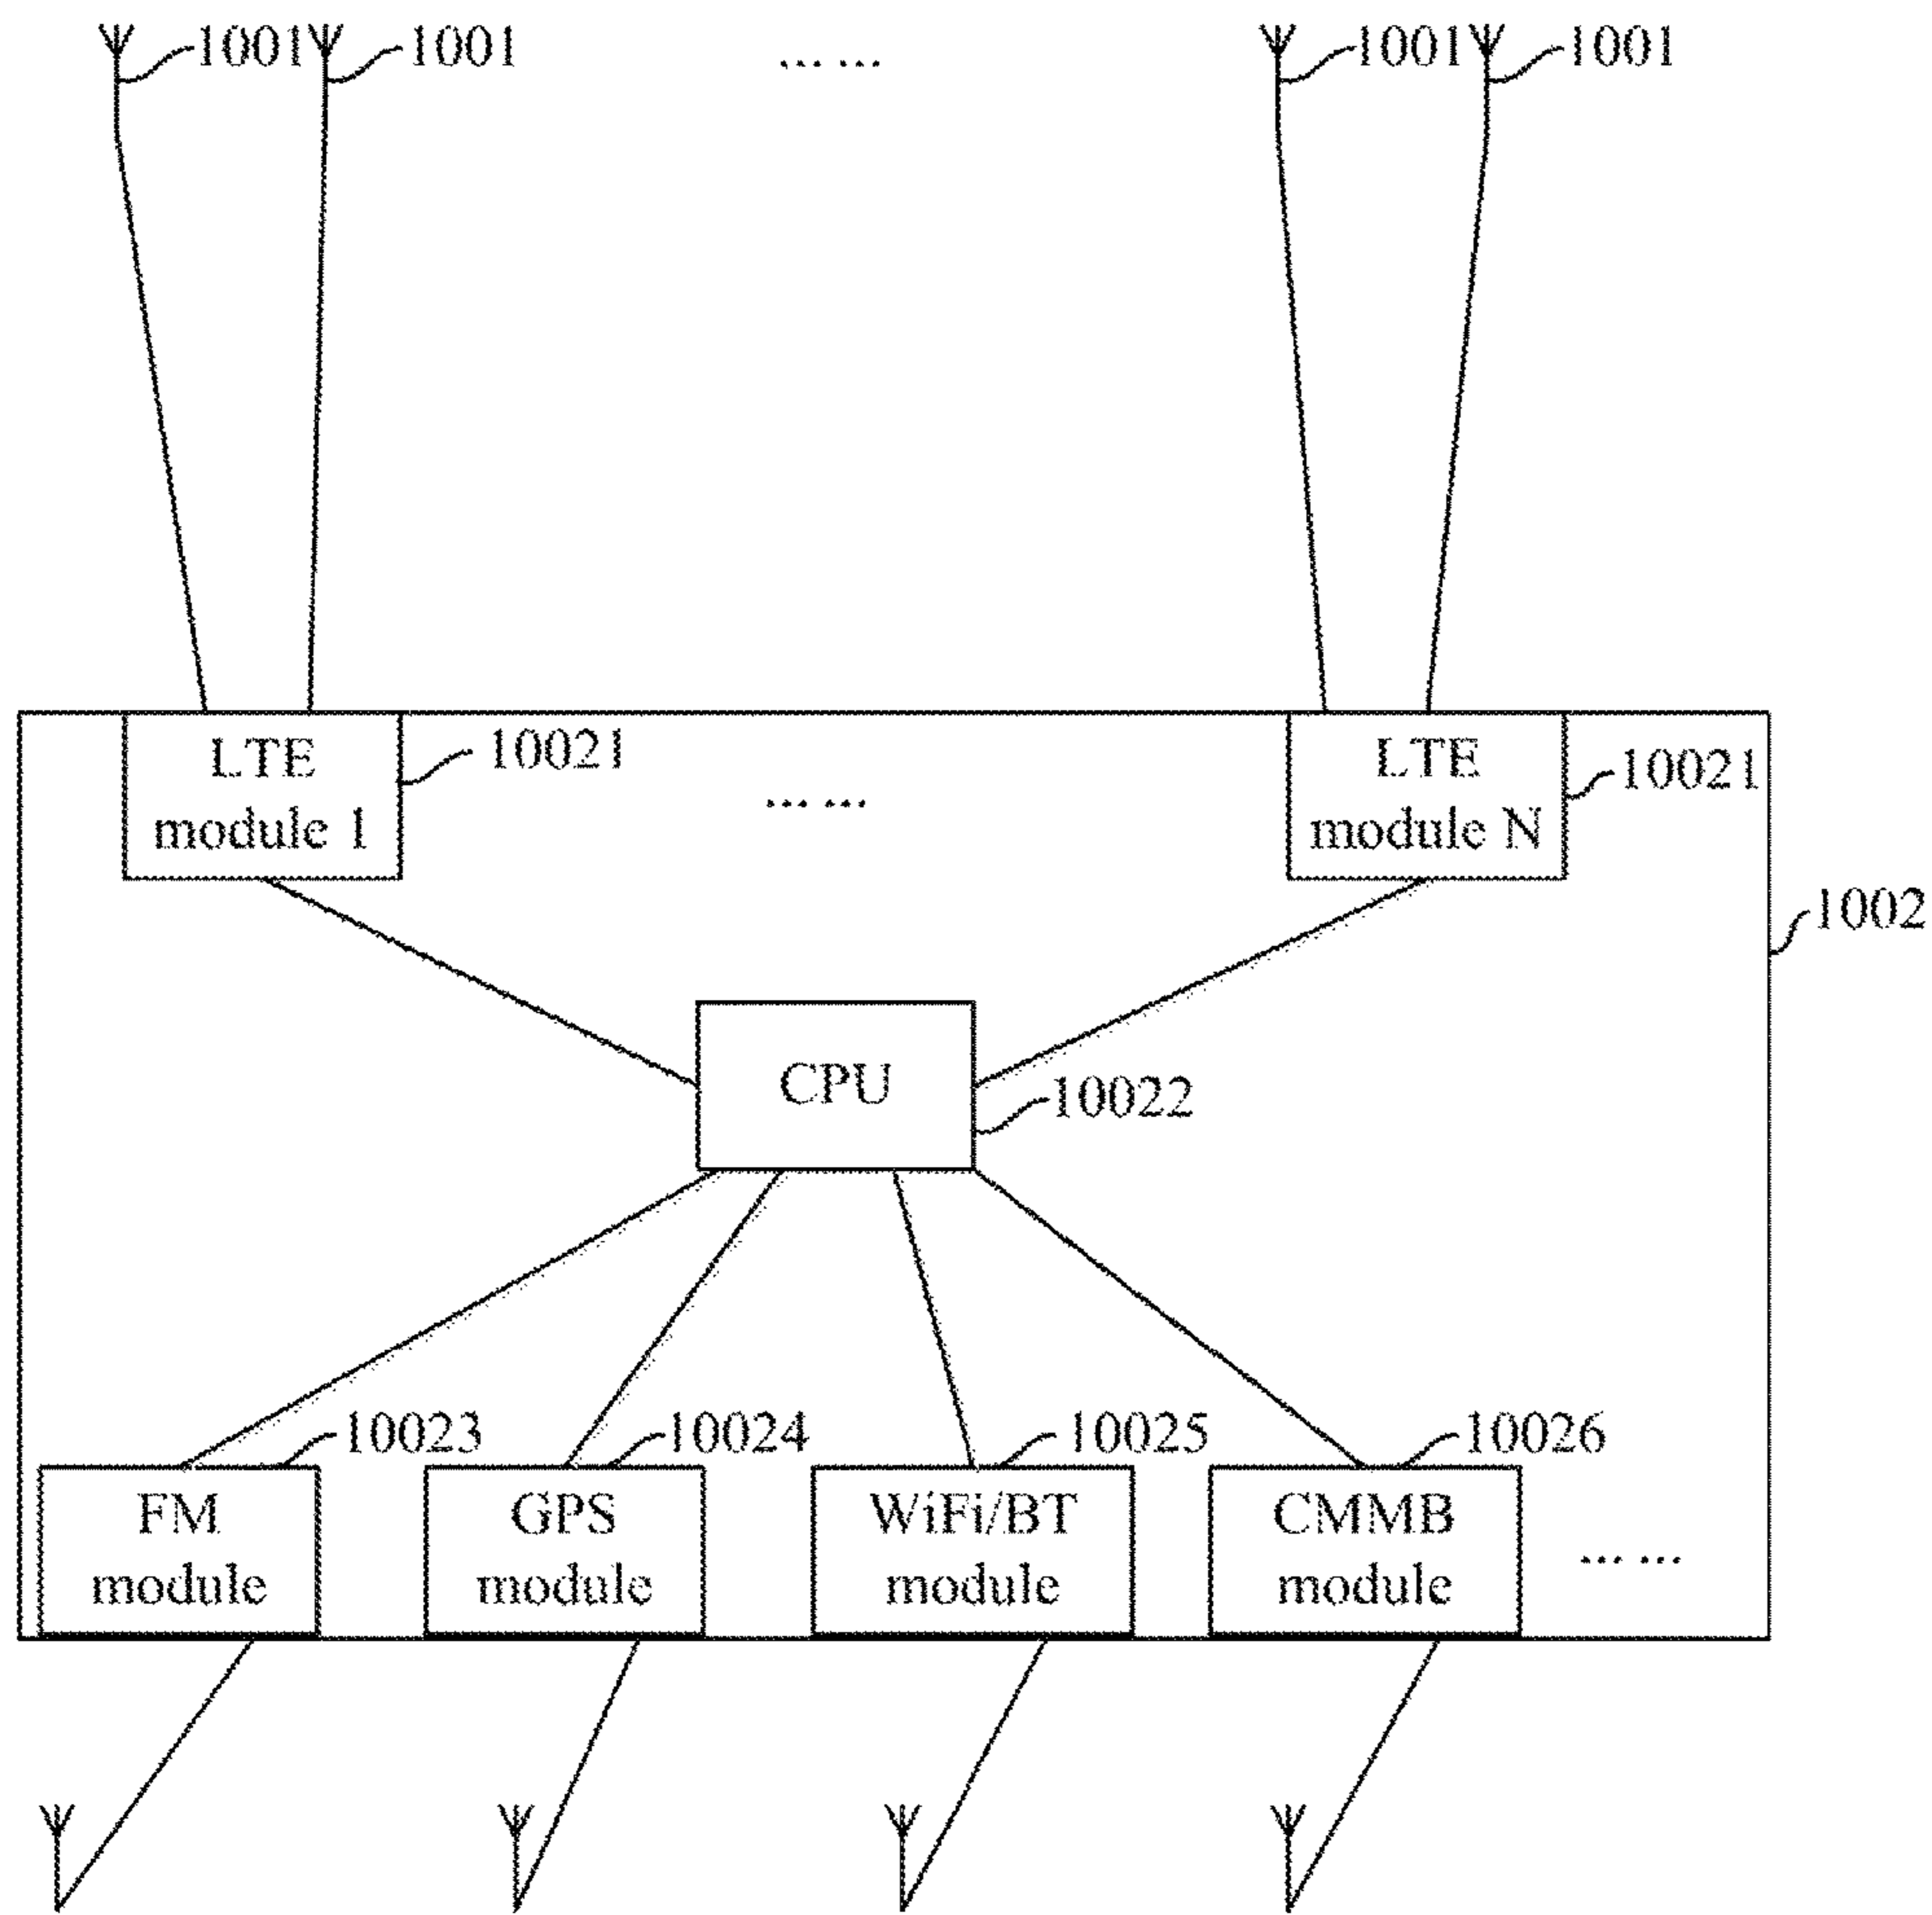 1001 1001 ... ... 1001 1001
LTE
module 1
10021
... ...
LTE
module N
10021
1002
CPU
10022
10023 10024 10025 10026
FM
module
GPS
module
WiFi/BT
module
CMMB
module
... ...